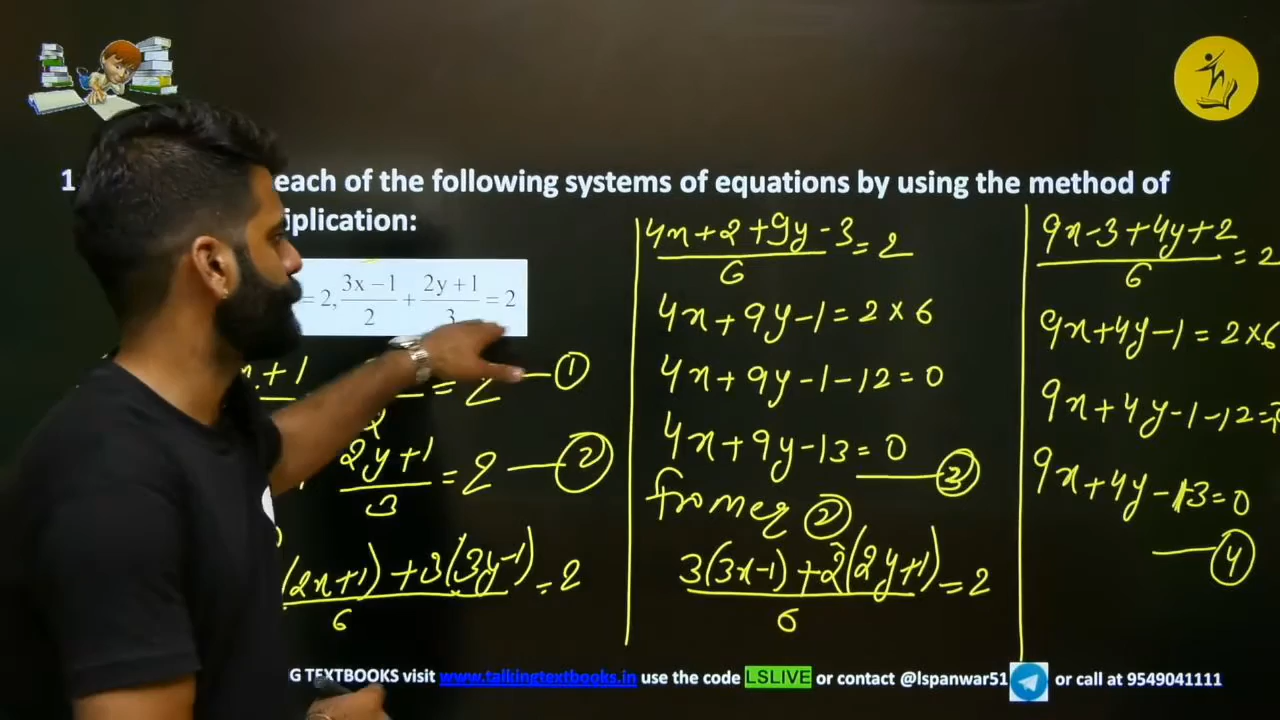 1 each of the following systems of equations by using the method of
iplication:
= 2, (3x − 1)/2 + (2y + 1)/3 = 2
x + 1 = 2 — ①
2
2y + 1 / 3 = 2 — ②
(2x+1) + 3(3y-1) / 6 = 2
4x + 2 + 9y - 3 / 6 = 2
4x + 9y - 1 = 2 × 6
4x + 9y - 1 - 12 = 0
4x + 9y - 13 = 0 — ③
from eq ②
3(3x-1) + 2(2y+1) / 6 = 2
9x - 3 + 4y + 2 / 6 = 2
9x + 4y - 1 = 2 × 6
9x + 4y - 1 - 12 =
9x + 4y - 13 = 0
— ④
G TEXTBOOKS visit www.talkingtextbooks.in use the code LSLIVE or contact @lspanwar51 or call at 9549041111